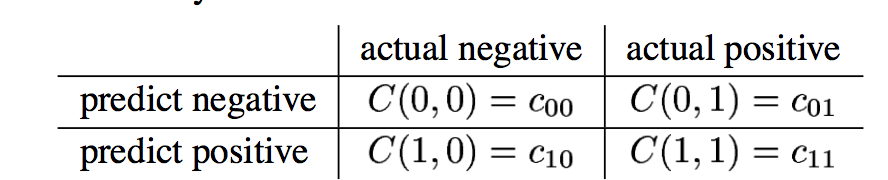 actual negative actual positive
predict negative C(0, 0) = c₀₀ C(0, 1) = c₀₁
predict positive C(1, 0) = c₁₀ C(1, 1) = c₁₁